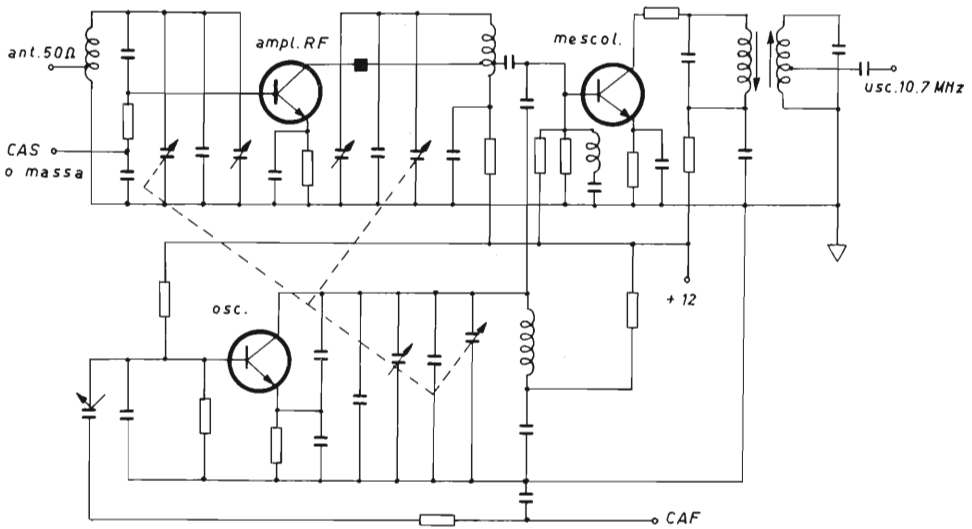 ant.50Ω
ampl.RF
mescol.
usc.10.7 MHz
CAS
o massa
+12
osc.
CAF